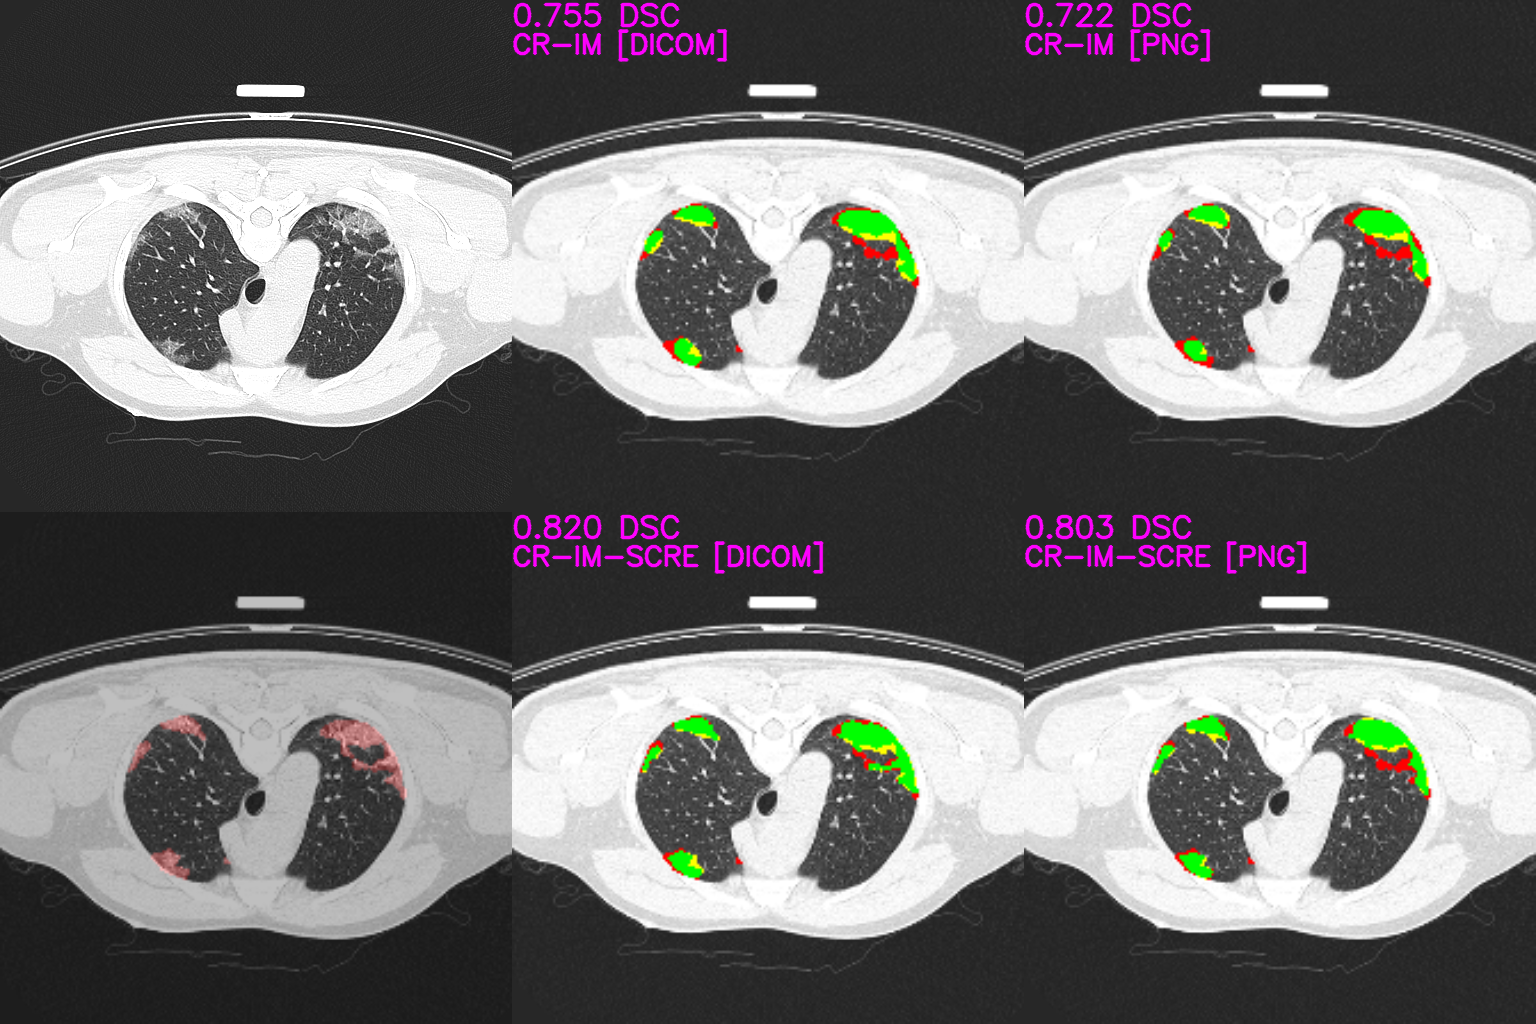 0.755 DSC
CR-IM [DICOM]
0.722 DSC
CR-IM [PNG]
0.820 DSC
CR-IM-SCRE [DICOM]
0.803 DSC
CR-IM-SCRE [PNG]